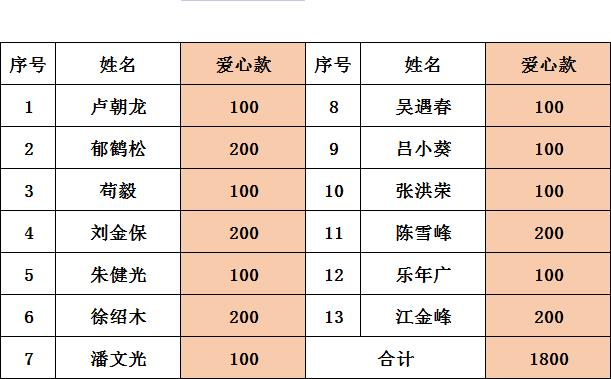 序号 姓名 爱心款 序号 姓名 爱心款
1 卢朝龙 100 8 吴遇春 100
2 郁鹤松 200 9 吕小葵 100
3 苟毅 100 10 张洪荣 100
4 刘金保 200 11 陈雪峰 200
5 朱健光 100 12 乐年广 100
6 徐绍木 200 13 江金峰 200
7 潘文光 100 合计 1800